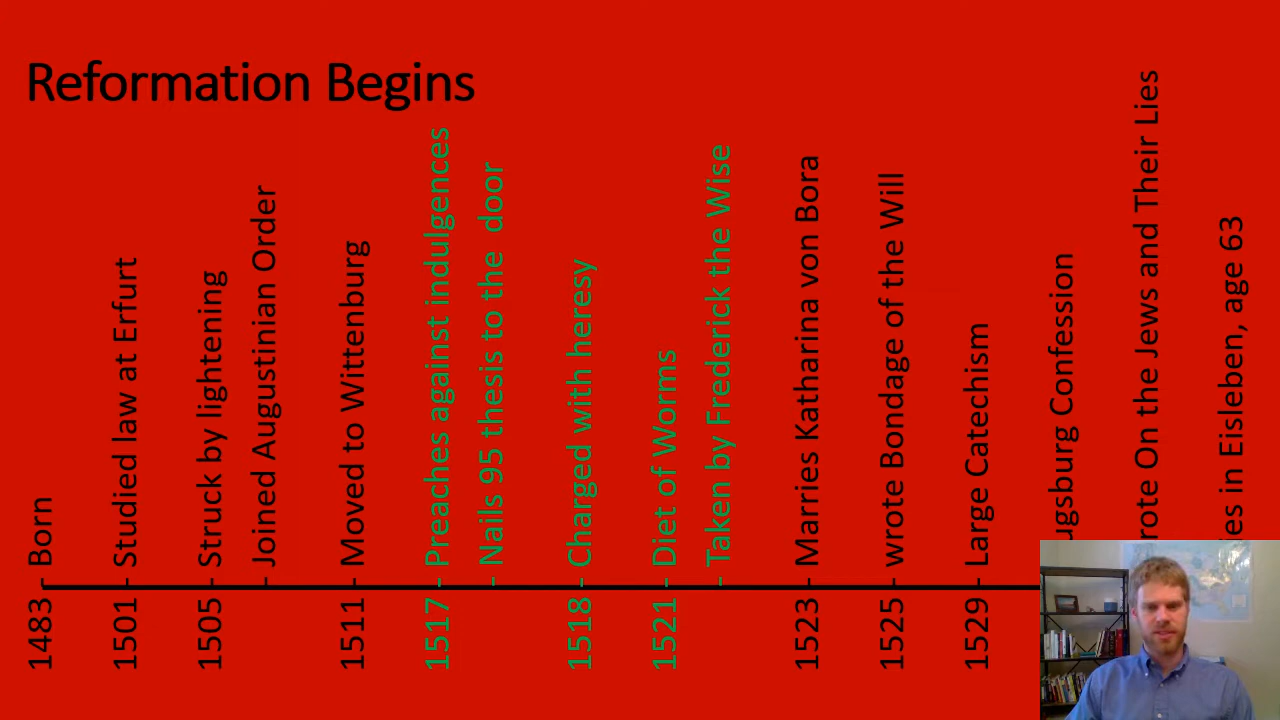 Reformation Begins
1483 - Born
1501 - Studied law at Erfurt
1505 - Struck by lightening
- Joined Augustinian Order
1511 - Moved to Wittenburg
1517 - Preaches against indulgences
- Nails 95 thesis to the door
1518 - Charged with heresy
1521 - Diet of Worms
- Taken by Frederick the Wise
1523 - Marries Katharina von Bora
1525 - wrote Bondage of the Will
1529 - Large Catechism
ugsburg Confession
rote On the Jews and Their Lies
es in Eisleben, age 63